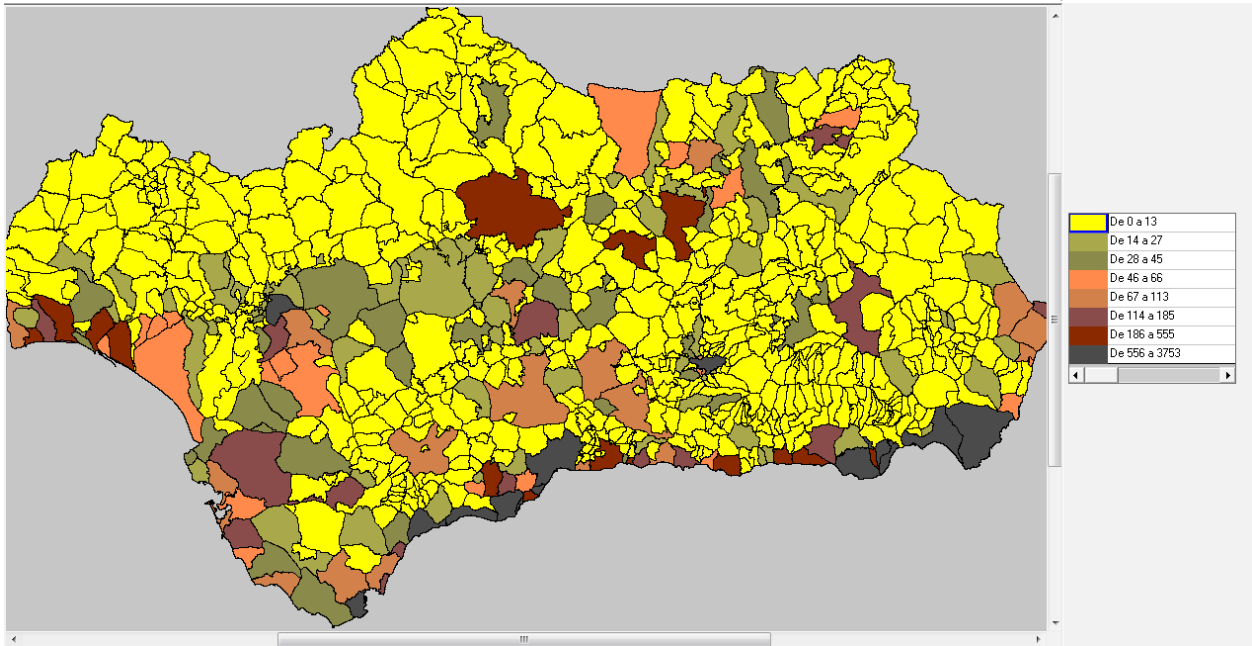 De 0 a 13
De 14 a 27
De 28 a 45
De 46 a 66
De 67 a 113
De 114 a 185
De 186 a 555
De 556 a 3753